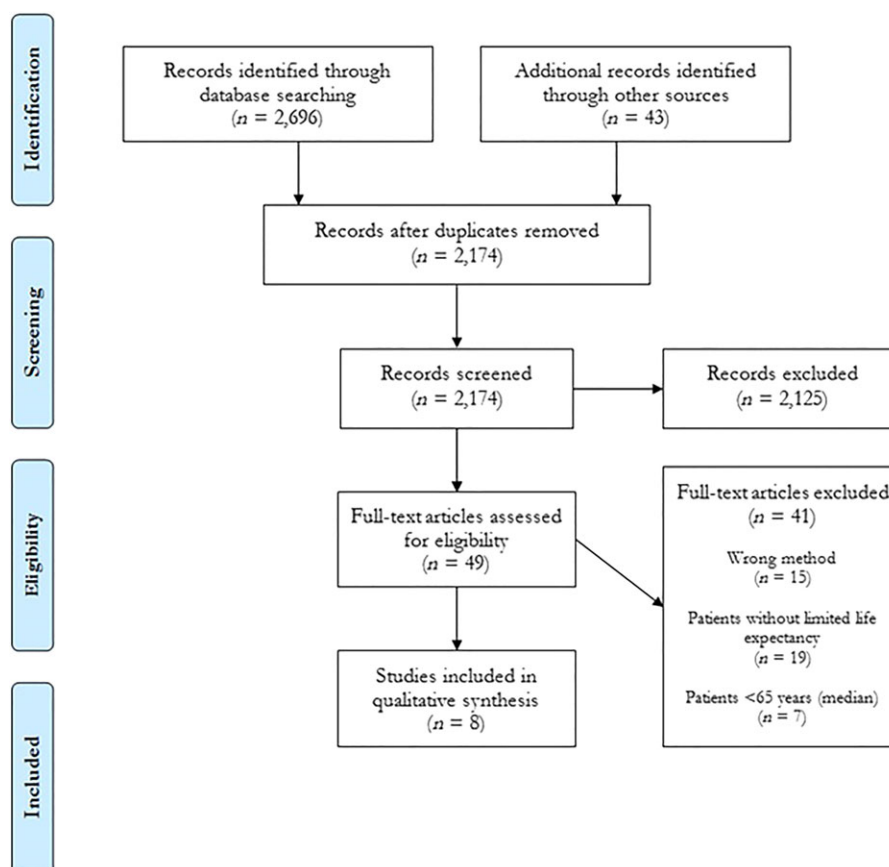 Identification
Records identified through
database searching
(n = 2,696)
Additional records identified
through other sources
(n = 43)
Records after duplicates removed
(n = 2,174)
Screening
Records screened
(n = 2,174)
Records excluded
(n = 2,125)
Eligibility
Full-text articles assessed
for eligibility
(n = 49)
Full-text articles excluded
(n = 41)
Wrong method
(n = 15)
Patients without limited life
expectancy
(n = 19)
Patients <65 years (median)
(n = 7)
Included
Studies included in
qualitative synthesis
(n = 8)